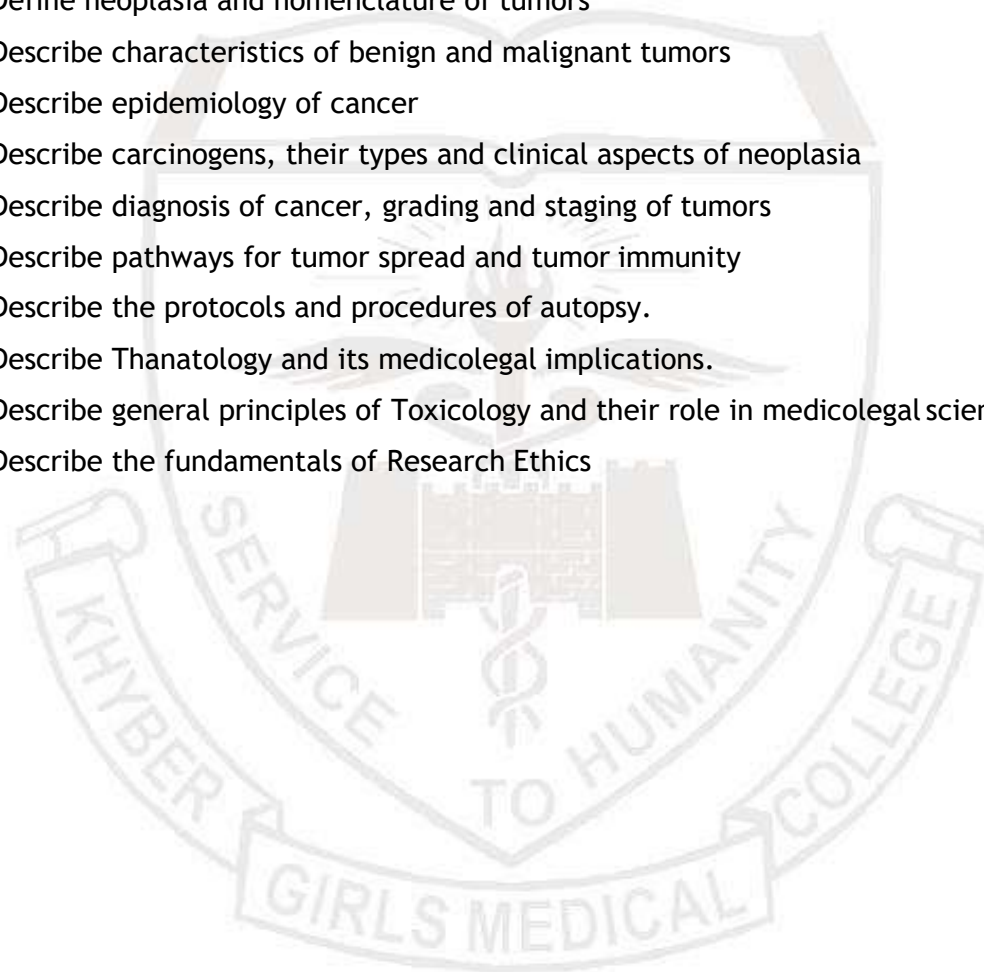 Define neoplasia and nomenclature of tumors
Describe characteristics of benign and malignant tumors
Describe epidemiology of cancer
Describe carcinogens, their types and clinical aspects of neoplasia
Describe diagnosis of cancer, grading and staging of tumors
Describe pathways for tumor spread and tumor immunity
Describe the protocols and procedures of autopsy.
Describe Thanatology and its medicolegal implications.
Describe general principles of Toxicology and their role in medicolegal
Describe the fundamentals of Research Ethics
SERVICE TO HUMANITY
KHYBER GIRLS MEDICAL COLLEGE